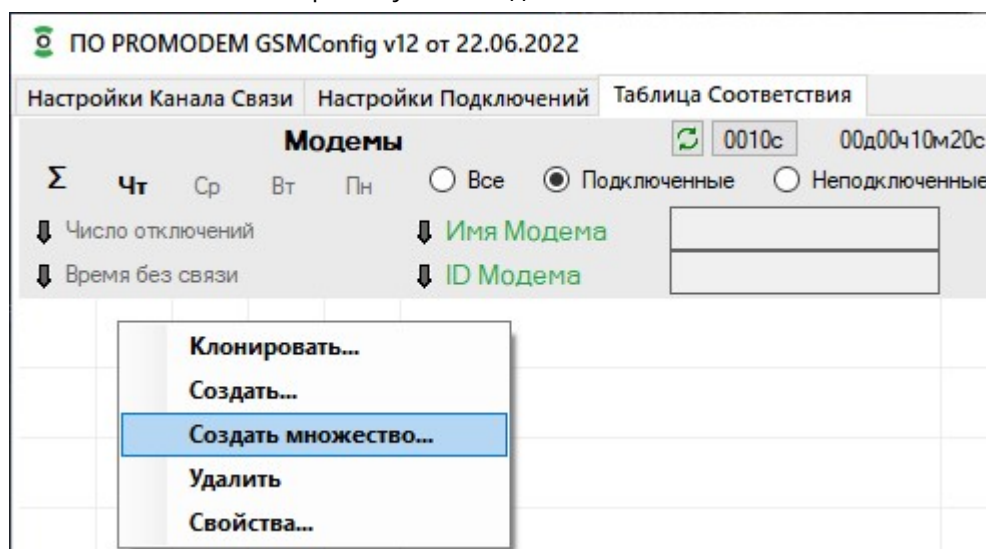 ПО PROMODEM GSMConfig v12 от 22.06.2022
Настройки Канала Связи Настройки Подключений Таблица Соответствия
Модемы 0010с 00д00ч10м20с
Σ Чт Ср Вт Пн Все Подключенные Неподключенные
Число отключений Имя Модема
Время без связи ID Модема
Клонировать...
Создать...
Создать множество...
Удалить
Свойства...